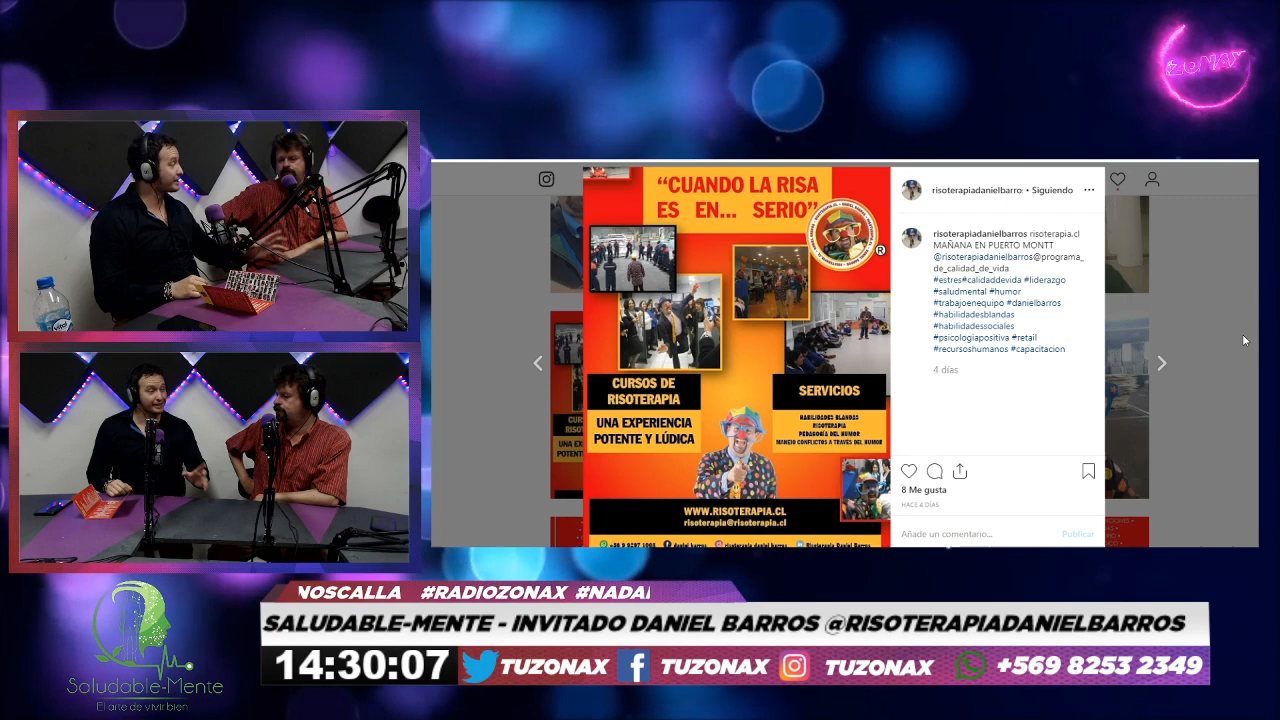 ZONAX
"CUANDO LA RISA
ES EN... SERIO"
®
CURSOS DE
RISOTERAPIA
UNA EXPERIENCIA
POTENTE Y LÚDICA
SERVICIOS
HABILIDADES BLANDAS
RISOTERAPIA
PEDAGOGÍA DEL HUMOR
MANEJO CONFLICTOS A TRAVÉS DEL HUMOR
WWW.RISOTERAPIA.CL
risoterapia@risoterapia.cl
risoterapiadanielbarro: • Siguiendo
risoterapiadanielbarros risoterapia.cl
MAÑANA EN PUERTO MONTT
@risoterapiadanielbarros@programa_
de_calidad_de_vida
#estres#calidaddevida #liderazgo
#saludmental #humor
#trabajoenequipo #danielbarros
#habilidadesblandas
#habilidadessociales
#psicologiapositiva #retail
#recursoshumanos #capacitacion
4 días
8 Me gusta
HACE 4 DÍAS
Añade un comentario... Publicar
NOSCALLA #RADIOZONAX #NADA
SALUDABLE-MENTE - INVITADO DANIEL BARROS @RISOTERAPIADANIELBARROS
14:30:07 TUZONAX TUZONAX TUZONAX +569 8253 2349
Saludable-Mente
El arte de vivir bien